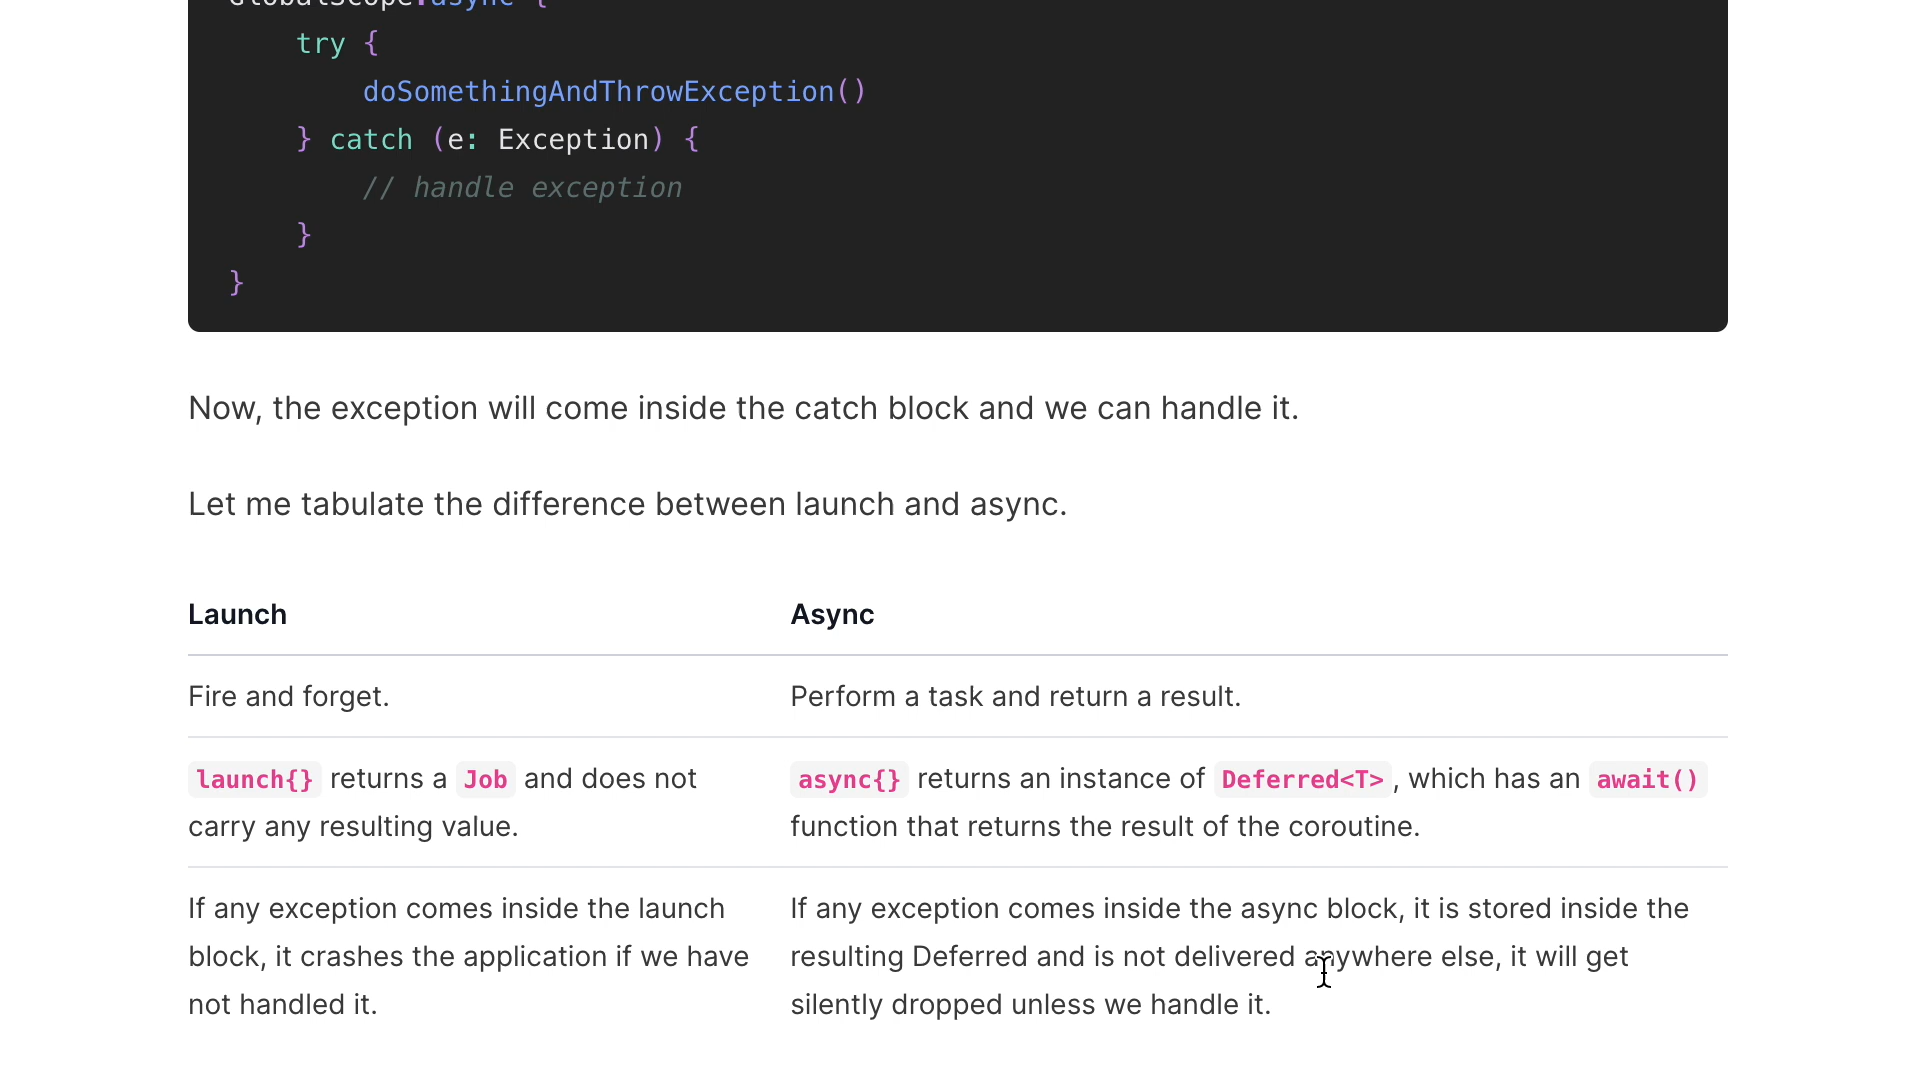 GlobalScope.async {
try {
doSomethingAndThrowException()
} catch (e: Exception) {
// handle exception
}
}
Now, the exception will come inside the catch block and we can handle it.
Let me tabulate the difference between launch and async.
Launch
Async
Fire and forget.
Perform a task and return a result.
launch{} returns a Job and does not
carry any resulting value.
async{} returns an instance of Deferred<T>, which has an await()
function that returns the result of the coroutine.
If any exception comes inside the launch
block, it crashes the application if we have
not handled it.
If any exception comes inside the async block, it is stored inside the
resulting Deferred and is not delivered anywhere else, it will get
silently dropped unless we handle it.